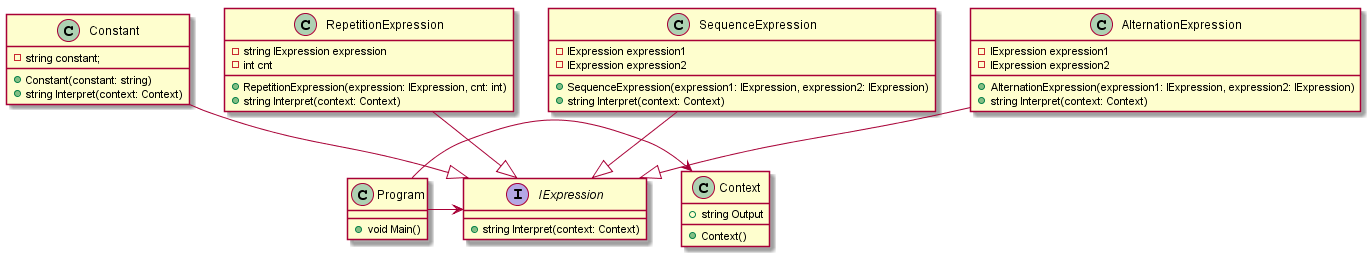 C Constant
string constant;
Constant(constant: string)
string Interpret(context: Context)
C RepetitionExpression
string IExpression expression
int cnt
RepetitionExpression(expression: IExpression, cnt: int)
string Interpret(context: Context)
C SequenceExpression
IExpression expression1
IExpression expression2
SequenceExpression(expression1: IExpression, expression2: IExpression)
string Interpret(context: Context)
C AlternationExpression
IExpression expression1
IExpression expression2
AlternationExpression(expression1: IExpression, expression2: IExpression)
string Interpret(context: Context)
C Program
void Main()
I IExpression
string Interpret(context: Context)
C Context
string Output
Context()